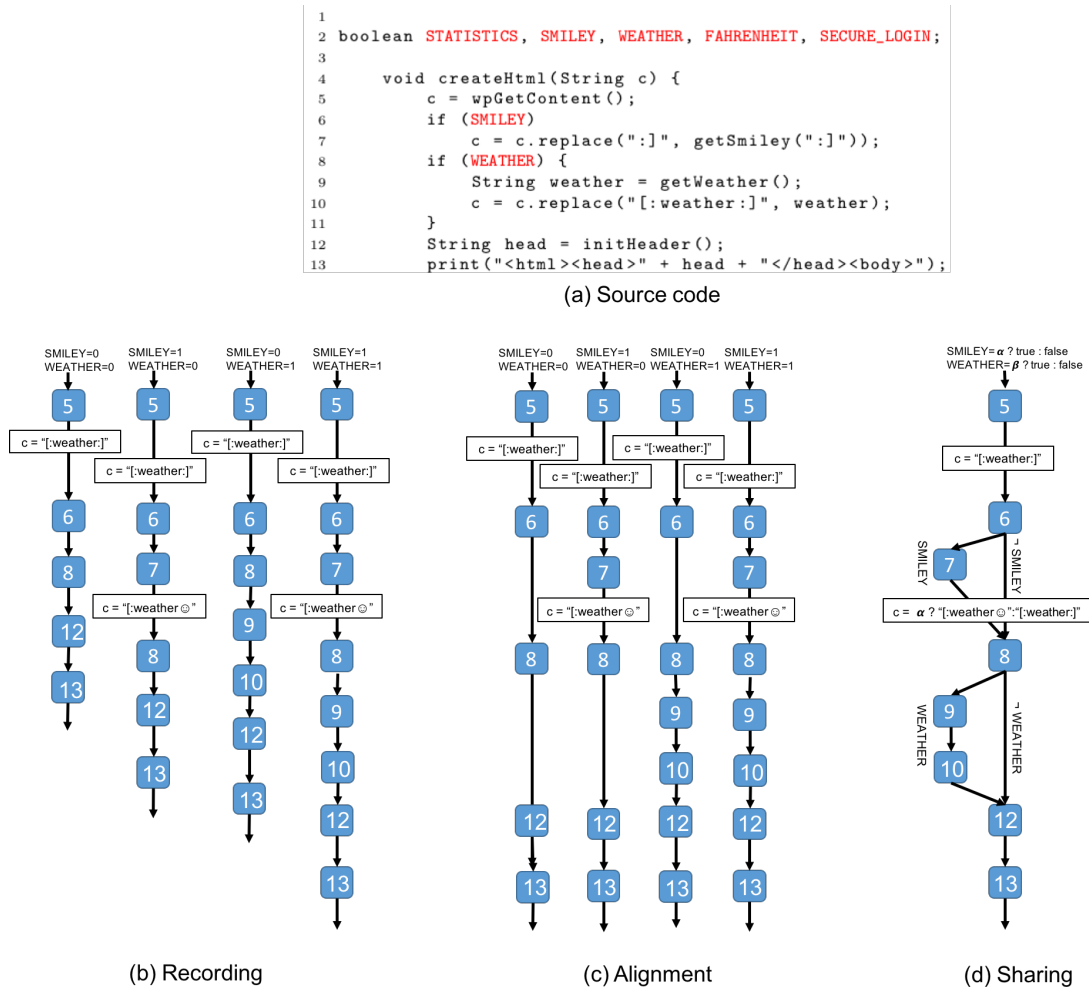 1
2 boolean STATISTICS, SMILEY, WEATHER, FAHRENHEIT, SECURE_LOGIN;
3
4 void createHtml(String c) {
5 c = wpGetContent();
6 if (SMILEY)
7 c = c.replace(":]", getSmiley(":]"));
8 if (WEATHER) {
9 String weather = getWeather();
10 c = c.replace("[:weather:]", weather);
11 }
12 String head = initHeader();
13 print("<html><head>" + head + "</head><body>");
(a) Source code
SMILEY=0
WEATHER=0
5
c = “[:weather:]”
6
8
12
13
SMILEY=1
WEATHER=0
5
c = “[:weather:]”
6
7
c = “[:weather☺”
8
12
13
SMILEY=0
WEATHER=1
5
c = “[:weather:]”
6
8
9
10
12
13
SMILEY=1
WEATHER=1
5
c = “[:weather:]”
6
7
c = “[:weather☺”
8
9
10
12
13
(b) Recording
SMILEY=0
WEATHER=0
5
c = “[:weather:]”
6
8
12
13
SMILEY=1
WEATHER=0
5
c = “[:weather:]”
6
7
c = “[:weather☺”
8
12
13
SMILEY=0
WEATHER=1
5
c = “[:weather:]”
6
8
9
10
12
13
SMILEY=1
WEATHER=1
5
c = “[:weather:]”
6
7
c = “[:weather☺”
8
9
10
12
13
(c) Alignment
SMILEY= α ? true : false
WEATHER= β ? true : false
5
c = “[:weather:]”
6
SMILEY
7
¬ SMILEY
c = α ? “[:weather☺”:“[:weather:]”
8
WEATHER
9
10
¬ WEATHER
12
13
(d) Sharing